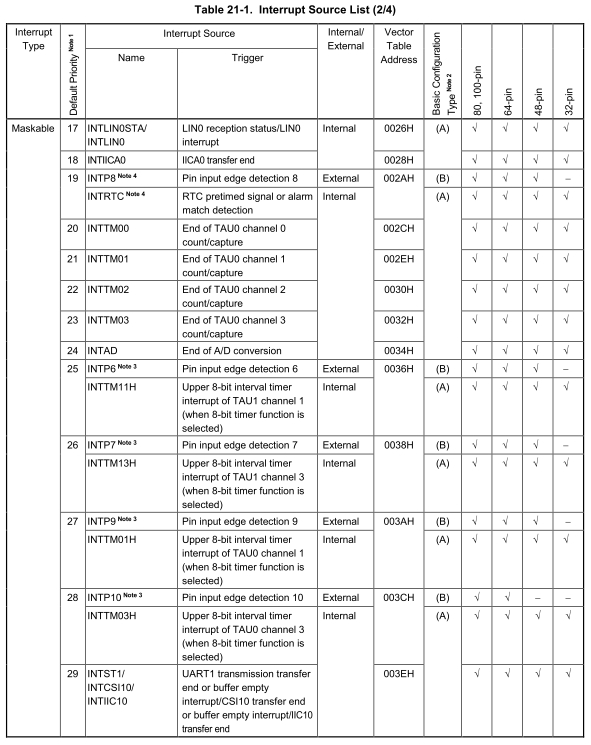 Table 21-1. Interrupt Source List (2/4)
Interrupt Type | Default Priority Note 1 | Interrupt Source | Internal/ External | Vector Table Address | Basic Configuration Type Note 2 | 80, 100-pin | 64-pin | 48-pin | 32-pin
Name | Trigger
Maskable | 17 | INTLIN0STA/ INTLIN0 | LIN0 reception status/LIN0 interrupt | Internal | 0026H | (A) | √ | √ | √ | √
18 | INTIICA0 | IICA0 transfer end | 0028H | √ | √ | √ | √
19 | INTP8 Note 4 | Pin input edge detection 8 | External | 002AH | (B) | √ | √ | √ | –
INTRTC Note 4 | RTC pretimed signal or alarm match detection | Internal | (A) | √ | √ | √ | √
20 | INTTM00 | End of TAU0 channel 0 count/capture | 002CH | √ | √ | √ | √
21 | INTTM01 | End of TAU0 channel 1 count/capture | 002EH | √ | √ | √ | √
22 | INTTM02 | End of TAU0 channel 2 count/capture | 0030H | √ | √ | √ | √
23 | INTTM03 | End of TAU0 channel 3 count/capture | 0032H | √ | √ | √ | √
24 | INTAD | End of A/D conversion | 0034H | √ | √ | √ | √
25 | INTP6 Note 3 | Pin input edge detection 6 | External | 0036H | (B) | √ | √ | √ | –
INTTM11H | Upper 8-bit interval timer interrupt of TAU1 channel 1 (when 8-bit timer function is selected) | Internal | (A) | √ | √ | √ | √
26 | INTP7 Note 3 | Pin input edge detection 7 | External | 0038H | (B) | √ | √ | √ | –
INTTM13H | Upper 8-bit interval timer interrupt of TAU1 channel 3 (when 8-bit timer function is selected) | Internal | (A) | √ | √ | √ | √
27 | INTP9 Note 3 | Pin input edge detection 9 | External | 003AH | (B) | √ | √ | √ | –
INTTM01H | Upper 8-bit interval timer interrupt of TAU0 channel 1 (when 8-bit timer function is selected) | Internal | (A) | √ | √ | √ | √
28 | INTP10 Note 3 | Pin input edge detection 10 | External | 003CH | (B) | √ | √ | – | –
INTTM03H | Upper 8-bit interval timer interrupt of TAU0 channel 3 (when 8-bit timer function is selected) | Internal | (A) | √ | √ | √ | √
29 | INTST1/ INTCSI10/ INTIIC10 | UART1 transmission transfer end or buffer empty interrupt/CSI10 transfer end or buffer empty interrupt/IIC10 transfer end | 003EH | √ | √ | √ | √